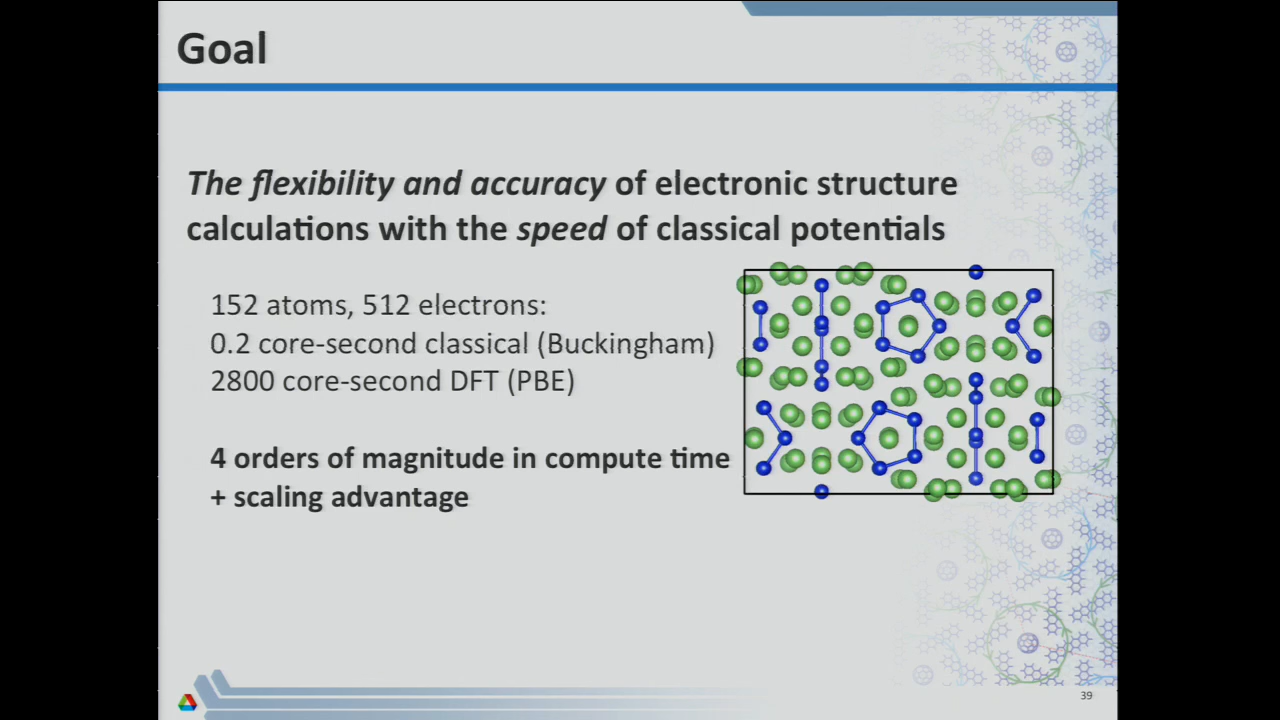 Goal
The flexibility and accuracy of electronic structure
calculations with the speed of classical potentials
152 atoms, 512 electrons:
0.2 core-second classical (Buckingham)
2800 core-second DFT (PBE)
4 orders of magnitude in compute time
+ scaling advantage
39